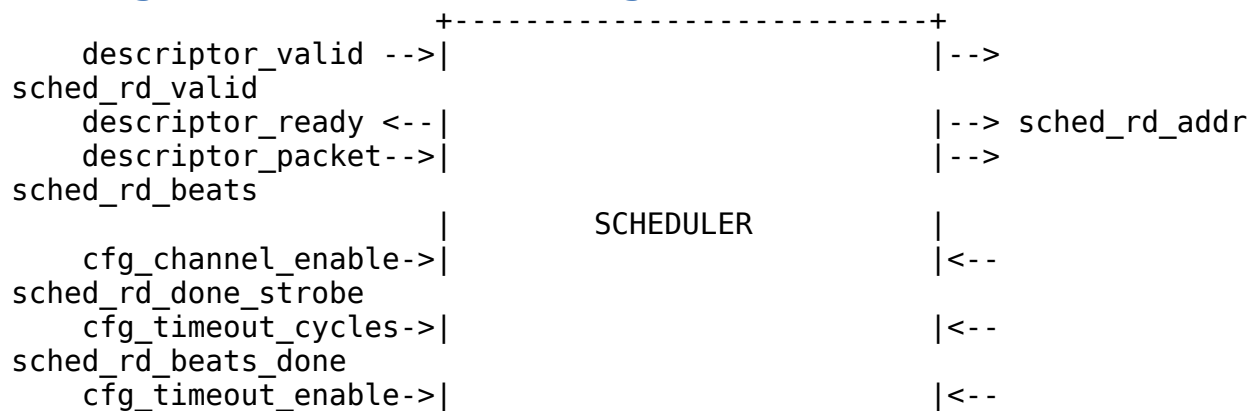 +---------------------------+
    descriptor_valid -->|                            |-->
sched_rd_valid
    descriptor_ready <--|                            |--> sched_rd_addr
    descriptor_packet-->|                            |-->
sched_rd_beats
                        |         SCHEDULER          |
    cfg_channel_enable->|                            |<--
sched_rd_done_strobe
    cfg_timeout_cycles->|                            |<--
sched_rd_beats_done
    cfg_timeout_enable->|                            |<--